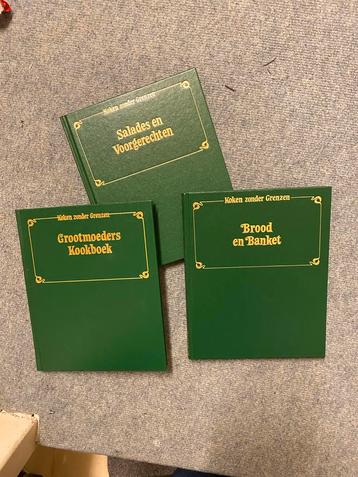 Koken zonder Grenzen
Salades en
Voorgerechten
Koken zonder Grenzen
Grootmoeders
Kookboek
Koken zonder Grenzen
Brood
en Banket